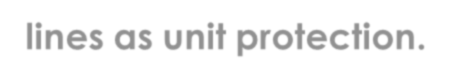 lines as unit protection.